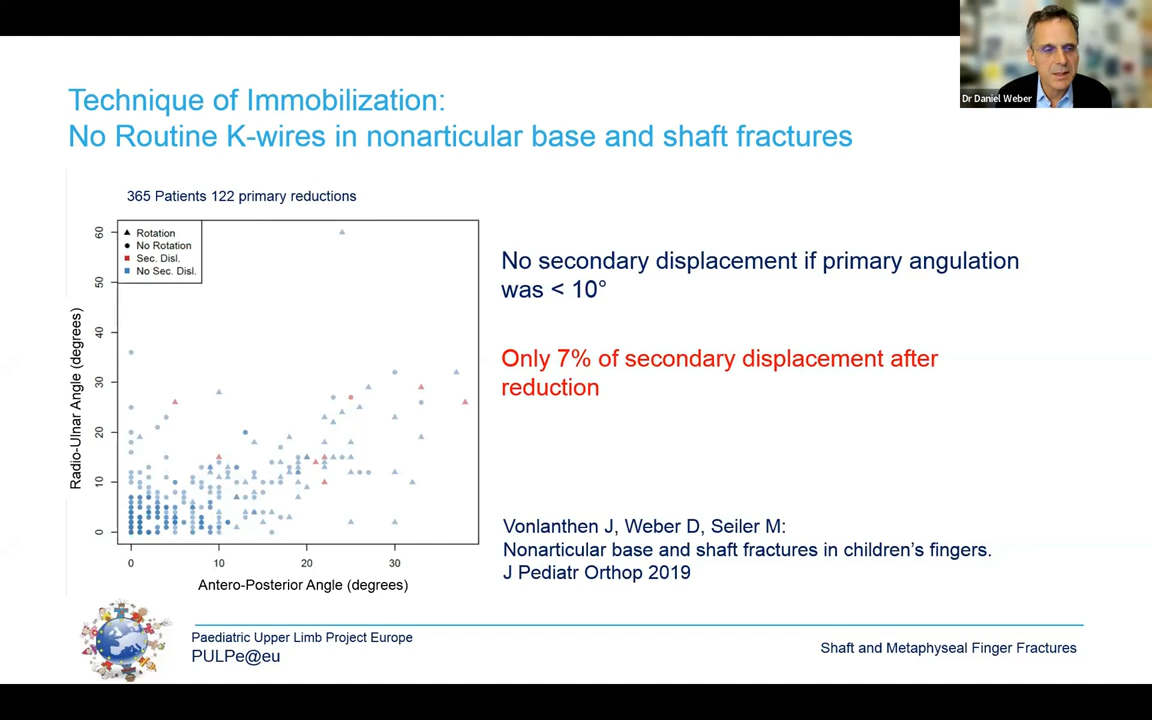 Dr Daniel Weber
Technique of Immobilization:
No Routine K-wires in nonarticular base and shaft fractures
365 Patients 122 primary reductions
Rotation
No Rotation
Sec. Disl.
No Sec. Disl.
60
50
40
30
20
10
0
Radio-Ulnar Angle (degrees)
0
10
20
30
Antero-Posterior Angle (degrees)
No secondary displacement if primary angulation
was < 10°
Only 7% of secondary displacement after
reduction
Vonlanthen J, Weber D, Seiler M:
Nonarticular base and shaft fractures in children’s fingers.
J Pediatr Orthop 2019
Paediatric Upper Limb Project Europe
PULPe@eu
Shaft and Metaphyseal Finger Fractures